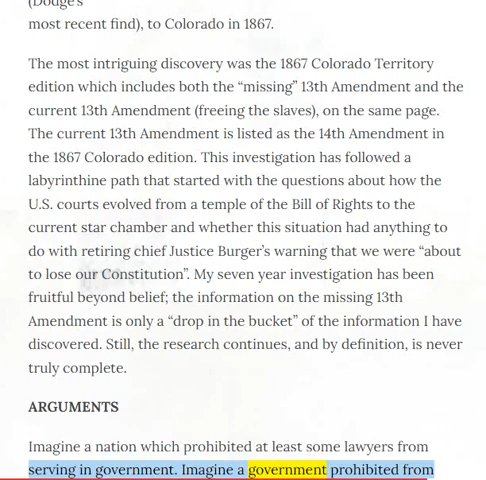 (Dodge's
most recent find), to Colorado in 1867.
The most intriguing discovery was the 1867 Colorado Territory
edition which includes both the “missing” 13th Amendment and the
current 13th Amendment (freeing the slaves), on the same page.
The current 13th Amendment is listed as the 14th Amendment in
the 1867 Colorado edition. This investigation has followed a
labyrinthine path that started with the questions about how the
U.S. courts evolved from a temple of the Bill of Rights to the
current star chamber and whether this situation had anything to
do with retiring chief Justice Burger’s warning that we were “about
to lose our Constitution”. My seven year investigation has been
fruitful beyond belief; the information on the missing 13th
Amendment is only a “drop in the bucket” of the information I have
discovered. Still, the research continues, and by definition, is never
truly complete.
ARGUMENTS
Imagine a nation which prohibited at least some lawyers from
serving in government. Imagine a government prohibited from